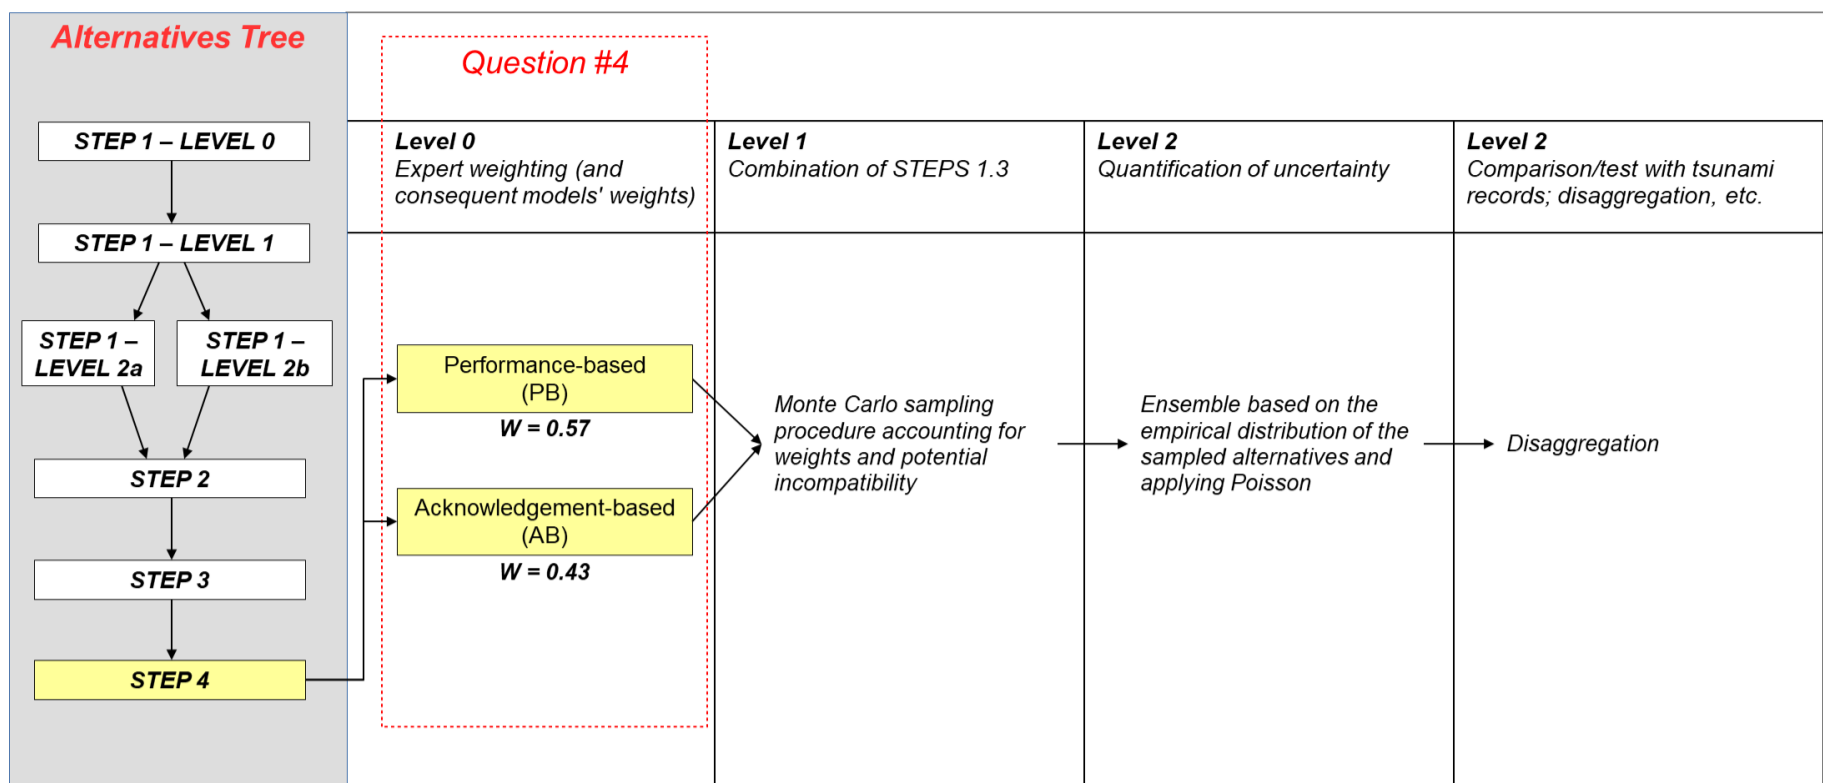 Alternatives Tree
STEP 1 – LEVEL 0
STEP 1 – LEVEL 1
STEP 1 –
LEVEL 2a
STEP 1 –
LEVEL 2b
STEP 2
STEP 3
STEP 4
Question #4
Level 0
Expert weighting (and
consequent models' weights)
Performance-based
(PB)
W = 0.57
Acknowledgement-based
(AB)
W = 0.43
Level 1
Combination of STEPS 1.3
Monte Carlo sampling
procedure accounting for
weights and potential
incompatibility
Level 2
Quantification of uncertainty
Ensemble based on the
empirical distribution of the
sampled alternatives and
applying Poisson
Level 2
Comparison/test with tsunami
records; disaggregation, etc.
Disaggregation